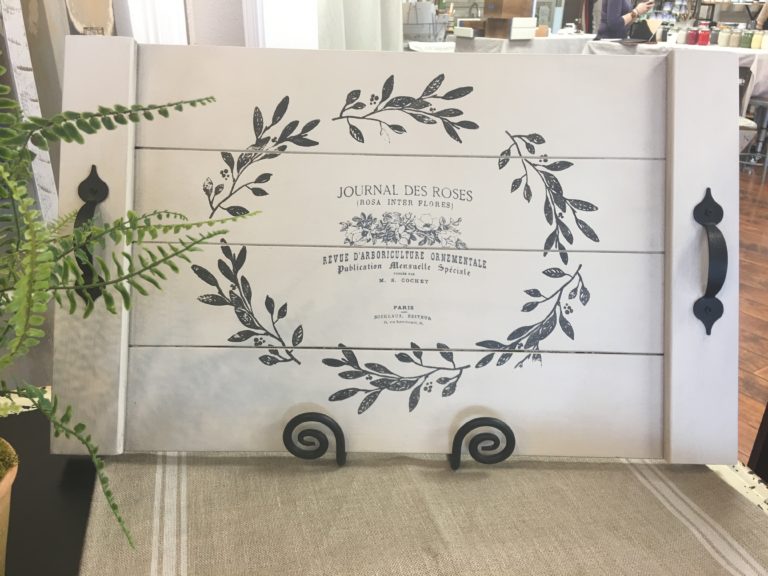 JOURNAL DES ROSES
(ROSA INTER FLORES)
REVUE D'ARBORICULTURE ORNEMENTALE
Publication Mensuelle Spéciale
M. S. COCHET
PARIS